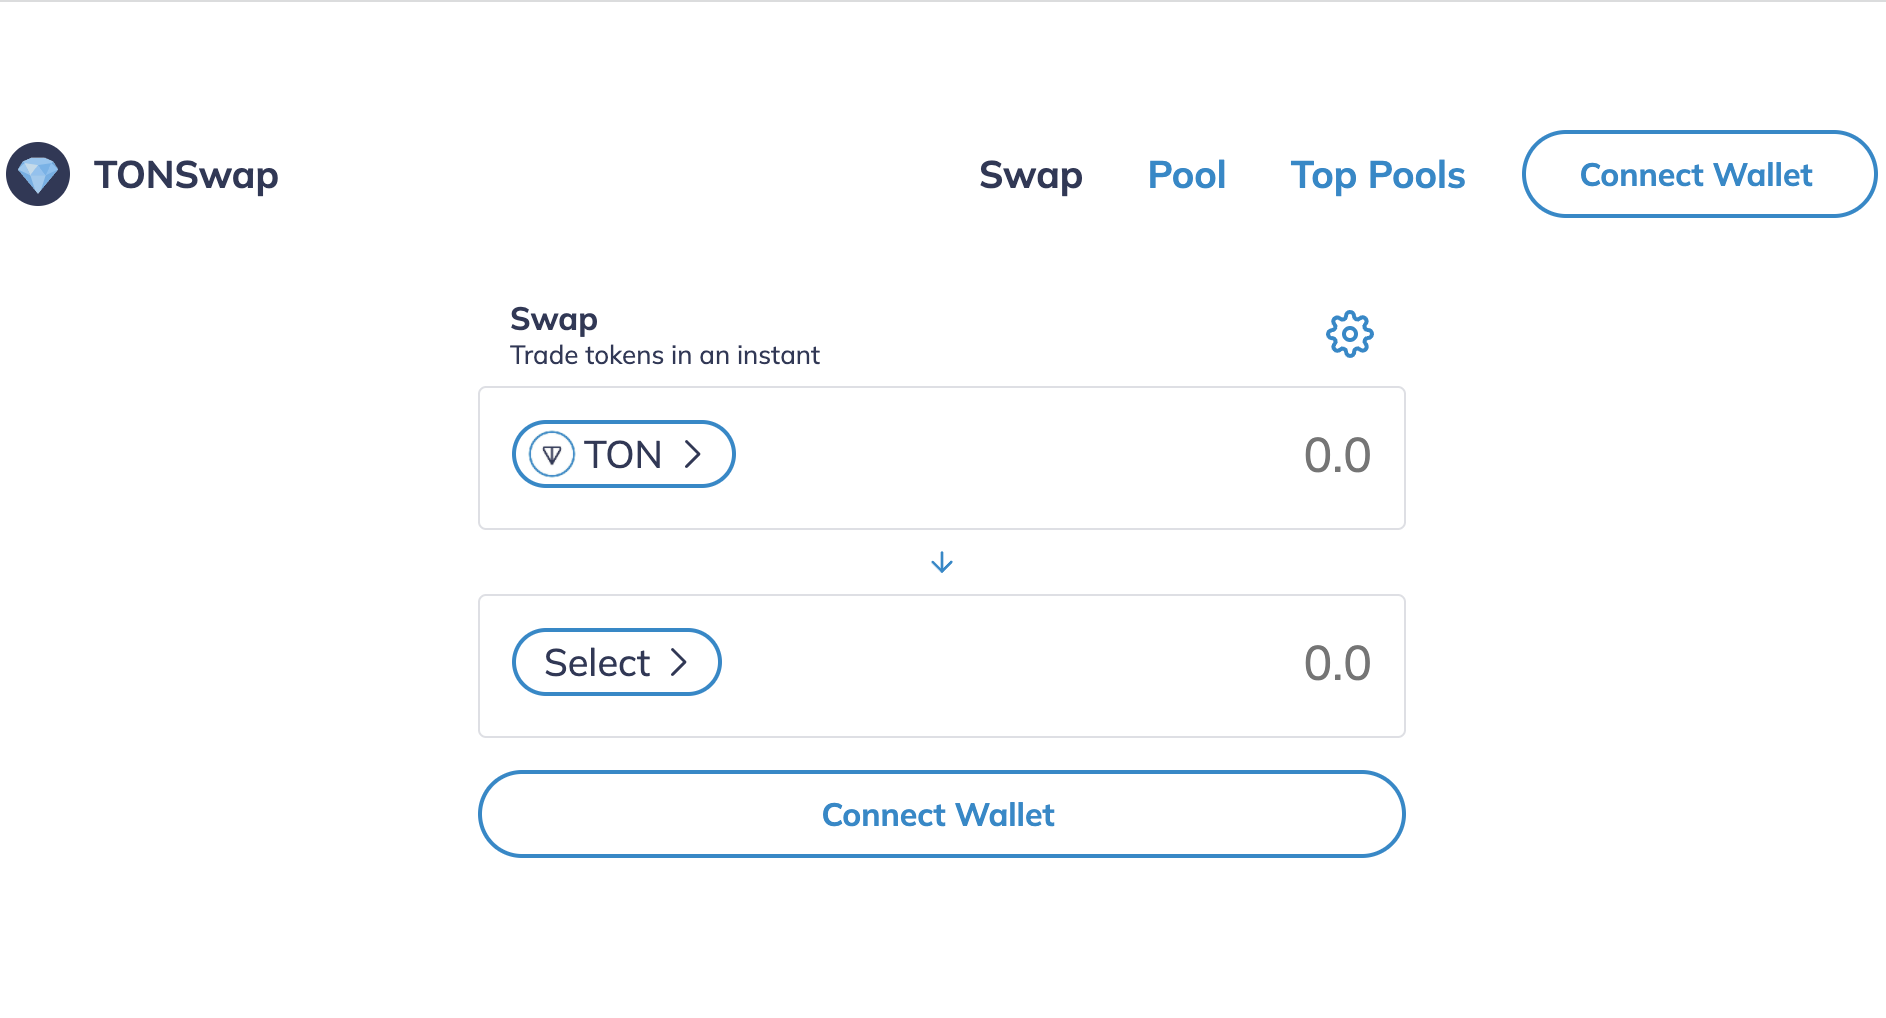 TONSwap
Swap
Pool
Top Pools
Connect Wallet
Swap
Trade tokens in an instant
TON
0.0
Select
0.0
Connect Wallet